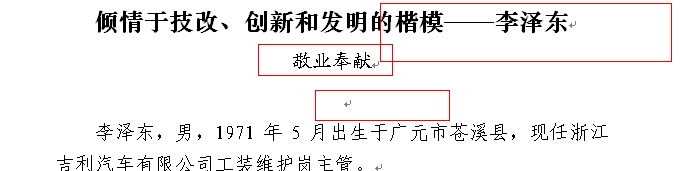 倾情于技改、创新和发明的楷模——李泽东
敬业奉献
李泽东，男，1971 年 5 月出生于广元市苍溪县，现任浙江
吉利汽车有限公司工装维护岗主管。